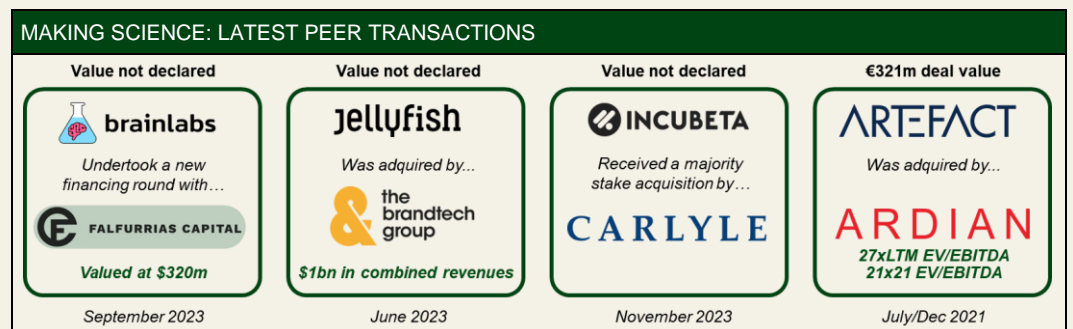 MAKING SCIENCE: LATEST PEER TRANSACTIONS
Value not declared
brainlabs
Undertook a new
financing round with…
FALFURRIAS CAPITAL
Valued at $320m
September 2023
Value not declared
jellyfish
Was adquired by...
&
the
brandtech
group
$1bn in combined revenues
June 2023
Value not declared
INCUBETA
Received a majority
stake acquisition by…
CARLYLE
November 2023
€321m deal value
ARTEFACT
Was adquired by...
ARDIAN
27xLTM EV/EBITDA
21x21 EV/EBITDA
July/Dec 2021